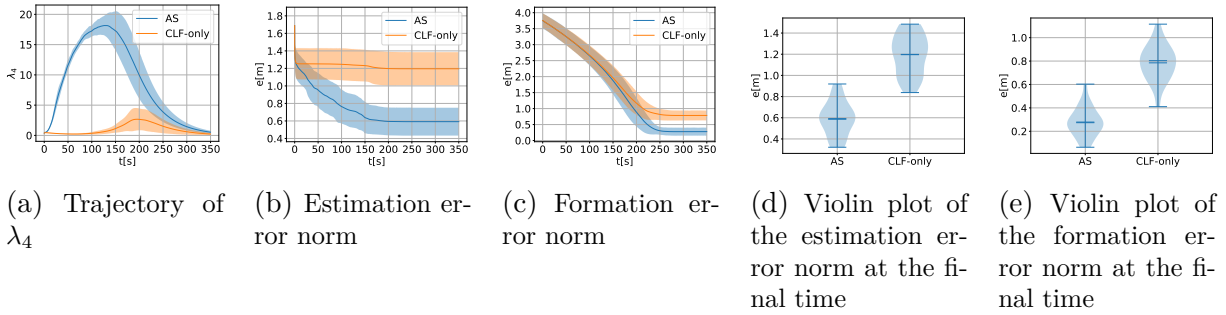 20
15
10
5
0
λ4
AS
CLF-only
0 50 100 150 200 250 300 350
t[s]
1.8
1.6
1.4
1.2
1.0
0.8
0.6
0.4
0.2
e[m]
AS
CLF-only
0 50 100 150 200 250 300 350
t[s]
4.0
3.5
3.0
2.5
2.0
1.5
1.0
0.5
0.0
e[m]
AS
CLF-only
0 50 100 150 200 250 300 350
t[s]
1.4
1.2
1.0
0.8
0.6
0.4
e[m]
AS CLF-only
1.0
0.8
0.6
0.4
0.2
e[m]
AS CLF-only
(a) Trajectory of
λ4
(b) Estimation er-
ror norm
(c) Formation er-
ror norm
(d) Violin plot of
the estimation er-
ror norm at the fi-
nal time
(e) Violin plot of
the formation er-
ror norm at the fi-
nal time